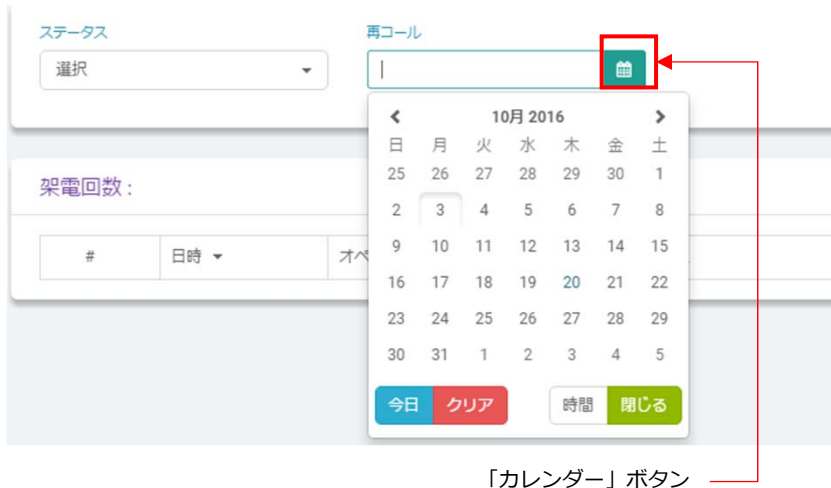 ステータス
再コール
選択
10月 2016
日 月 火 水 木 金 土
25 26 27 28 29 30 1
2 3 4 5 6 7 8
架電回数 :
9 10 11 12 13 14 15
# 日時 オペ
16 17 18 19 20 21 22
23 24 25 26 27 28 29
30 31 1 2 3 4 5
今日 クリア 時間 閉じる
「カレンダー」ボタン